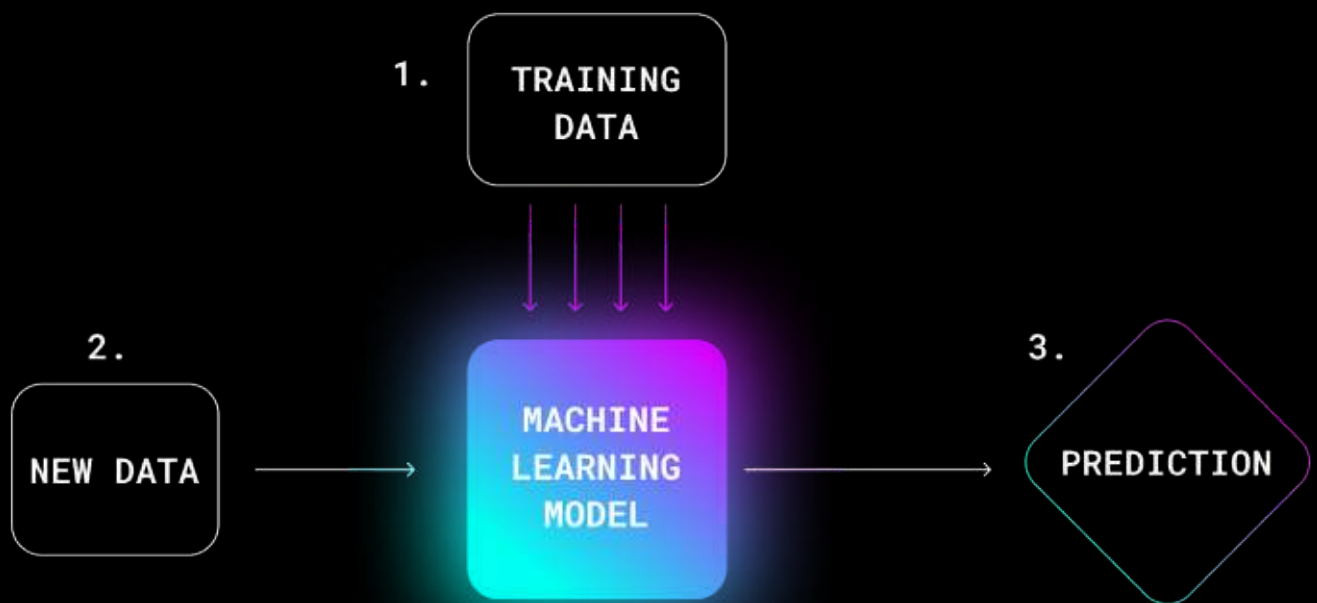 1.
TRAINING
DATA
2.
NEW DATA
MACHINE
LEARNING
MODEL
3.
PREDICTION